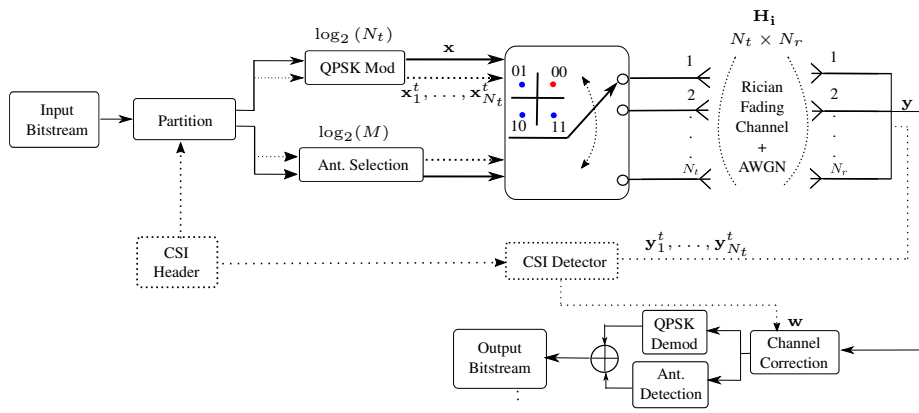 log₂ (Nₜ)
QPSK Mod
x
x₁ᵗ, . . . , xᵗ_Nₜ
Input
Bitstream
Partition
log₂(M)
Ant. Selection
01 00
10 11
1
2
Nₜ
Hᵢ
Nₜ × Nᵣ
Rician
Fading
Channel
+
AWGN
1
2
Nᵣ
y
CSI
Header
CSI Detector
y₁ᵗ, . . . , yᵗ_Nₜ
w
Channel
Correction
QPSK
Demod
Ant.
Detection
Output
Bitstream